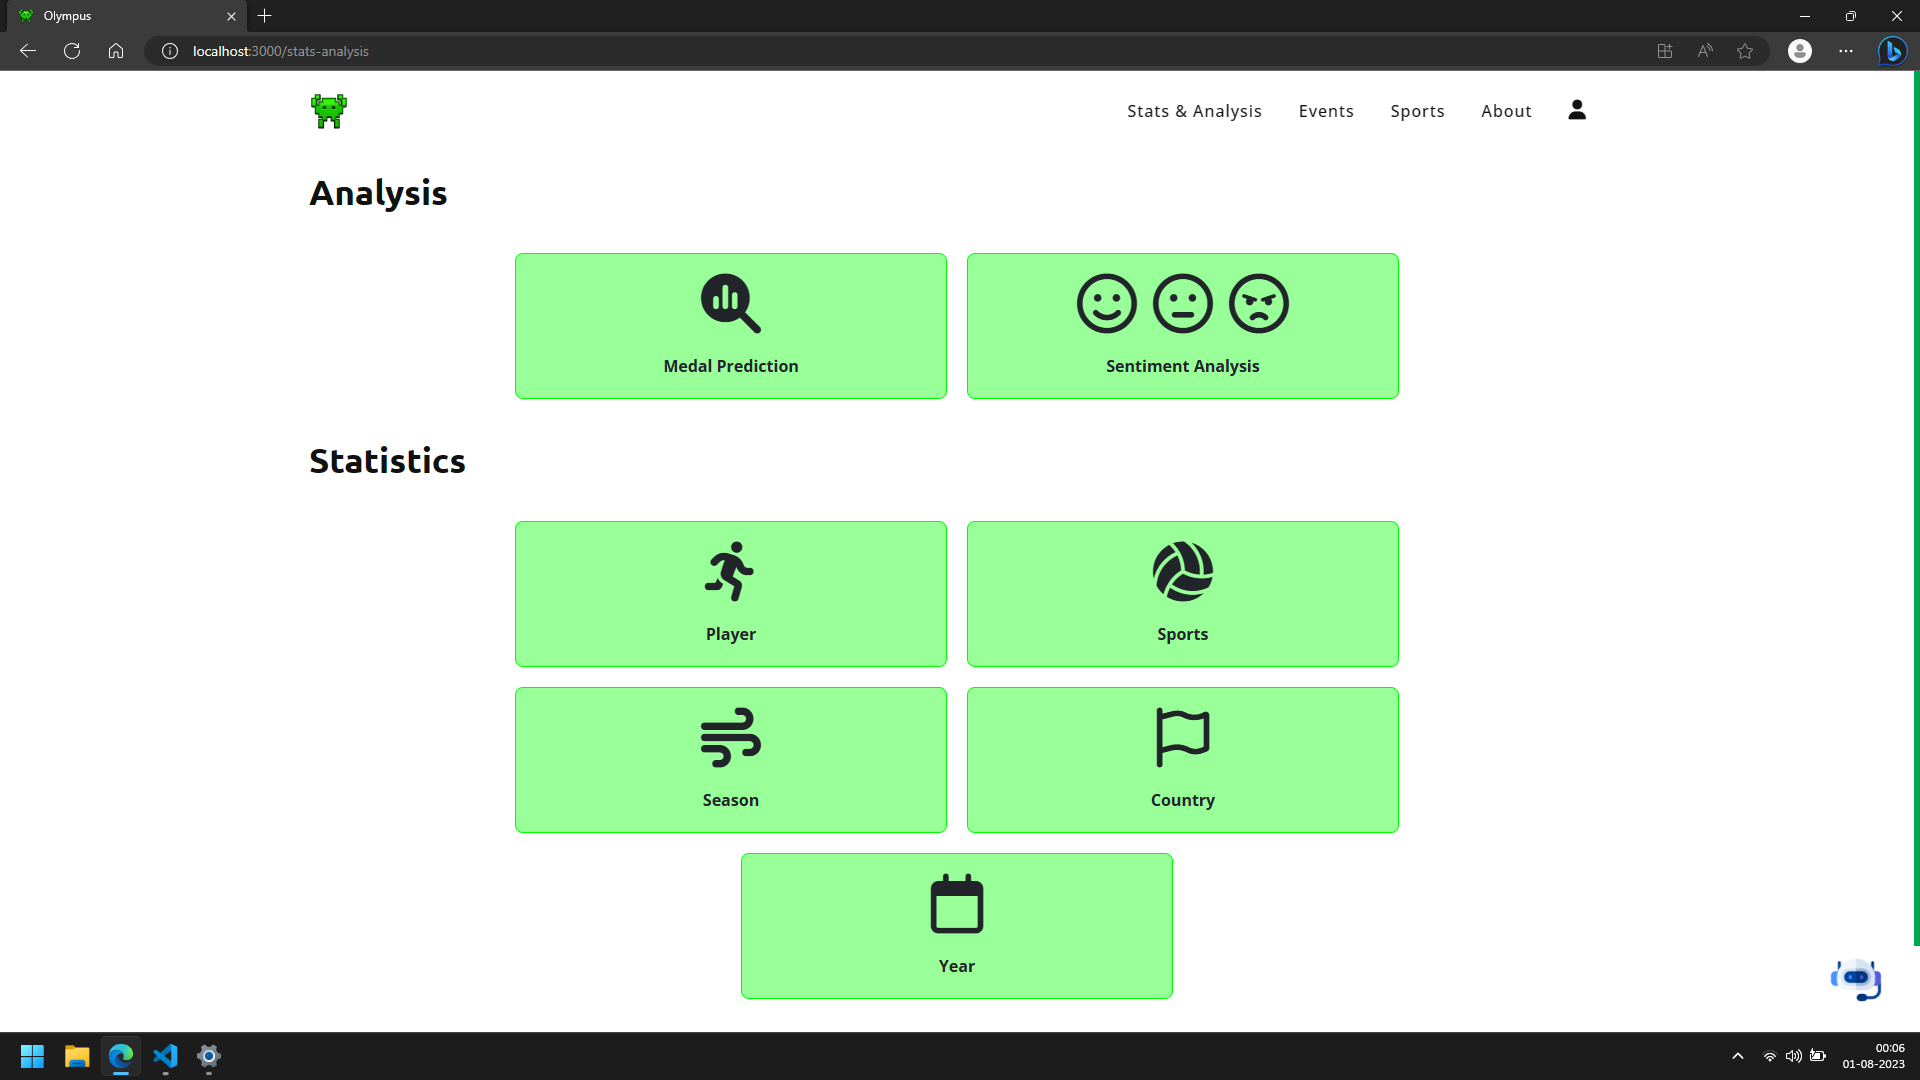 Olympus
localhost:3000/stats-analysis
Stats & Analysis Events Sports About
Analysis
Medal Prediction
Sentiment Analysis
Statistics
Player
Sports
Season
Country
Year
00:06
01-08-2023